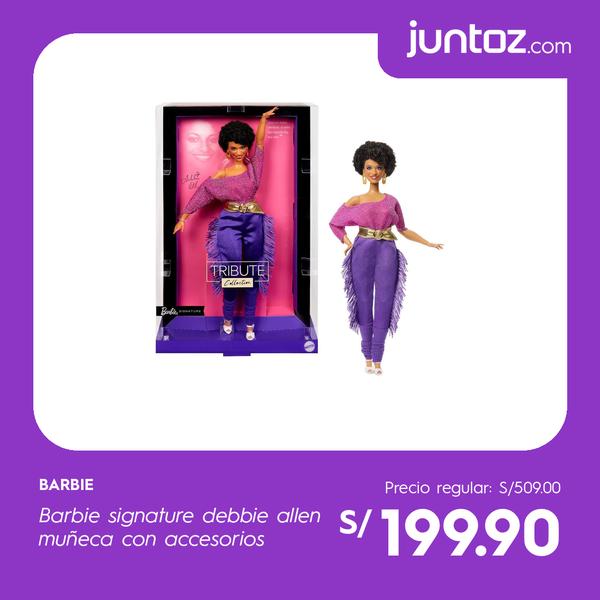 juntoz.com
TRIBUTE
Collection
Barbie SIGNATURE
BARBIE
Barbie signature debbie allen
muñeca con accesorios
Precio regular: S/509.00
S/199.90